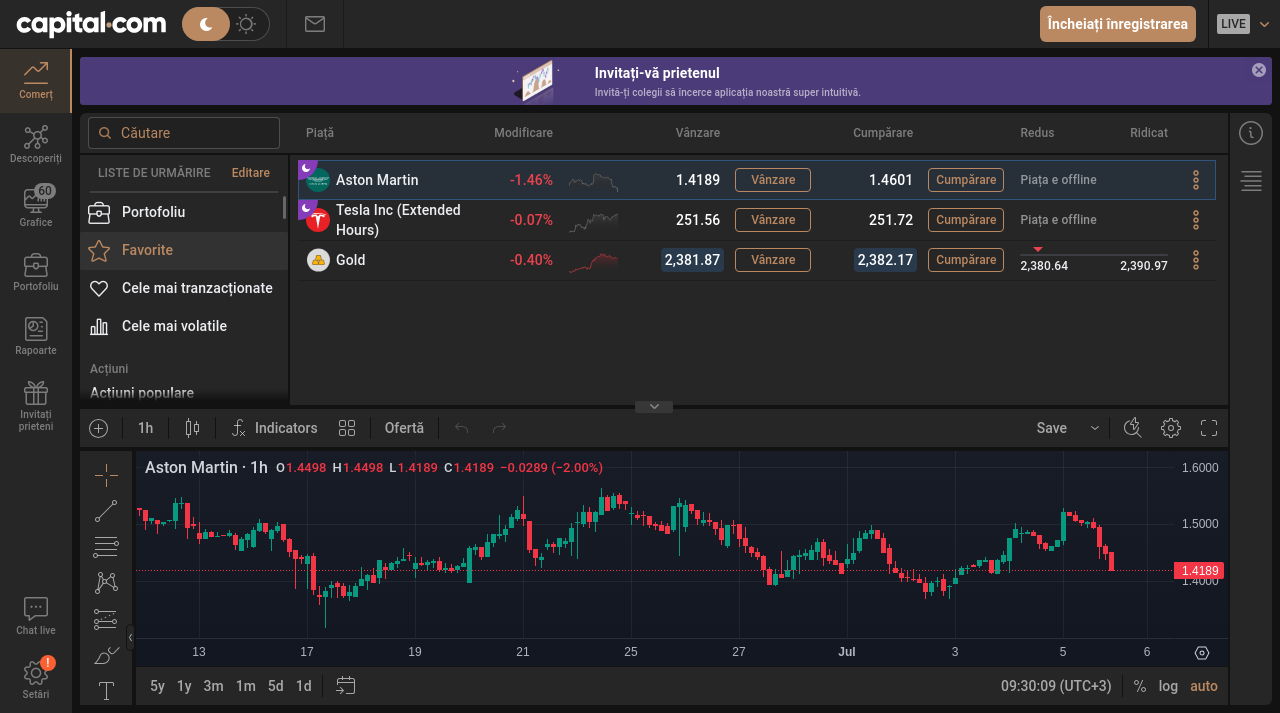 capital.com
Încheiați înregistrarea
LIVE
Comerț
Descoperiți
60
Grafice
Portofoliu
Rapoarte
Invitați
prieteni
Chat live
!
Setări
Invitați-vă prietenul
Invită-ți colegii să încerce aplicația noastră super intuitivă.
Căutare
Piață Modificare Vânzare Cumpărare Redus Ridicat
LISTE DE URMĂRIRE Editare
Portofoliu
Favorite
Cele mai tranzacționate
Cele mai volatile
Acțiuni
Acțiuni populare
Aston Martin -1.46% 1.4189 Vânzare 1.4601 Cumpărare Piața e offline
Tesla Inc (Extended
Hours) -0.07% 251.56 Vânzare 251.72 Cumpărare Piața e offline
Gold -0.40% 2,381.87 Vânzare 2,382.17 Cumpărare 2,380.64 2,390.97
1h Indicators Ofertă Save
Aston Martin · 1h O1.4498 H1.4498 L1.4189 C1.4189 −0.0289 (−2.00%)
1.6000
1.5000
1.4189
1.4000
13 17 19 21 25 27 Jul 3 5 6
5y 1y 3m 1m 5d 1d 09:30:09 (UTC+3) % log auto